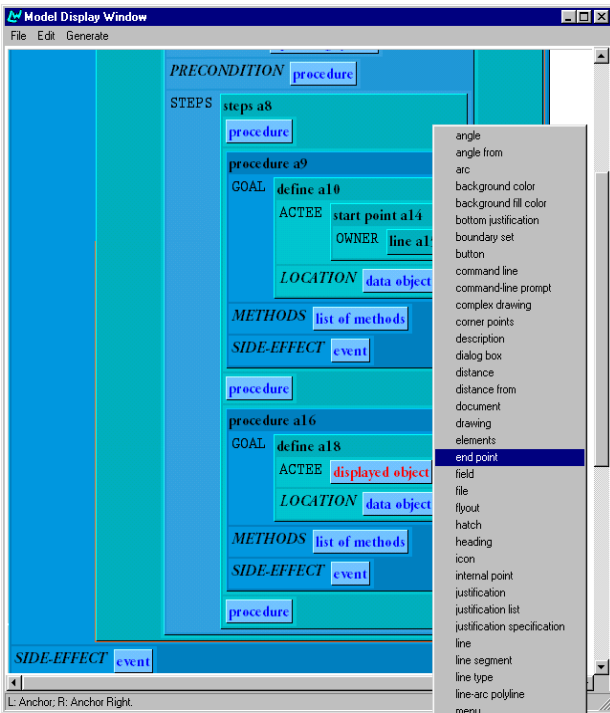 Model Display Window
File Edit Generate
PRECONDITION procedure
STEPS steps a8
procedure
procedure a9
GOAL define a10
ACTEE start point a14
OWNER line a1
LOCATION data object
METHODS list of methods
SIDE-EFFECT event
procedure
procedure a16
GOAL define a18
ACTEE displayed object
LOCATION data object
METHODS list of methods
SIDE-EFFECT event
procedure
SIDE-EFFECT event
L: Anchor; R: Anchor Right.
angle
angle from
arc
background color
background fill color
bottom justification
boundary set
button
command line
command-line prompt
complex drawing
corner points
description
dialog box
distance
distance from
document
drawing
elements
end point
field
file
flyout
hatch
heading
icon
internal point
justification
justification list
justification specification
line
line segment
line type
line-arc polyline
menu